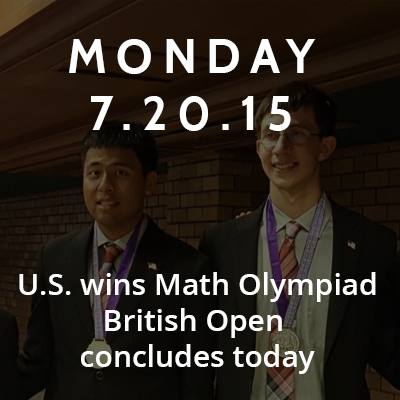 MONDAY
7.20.15
U.S. wins Math Olympiad
British Open
concludes today